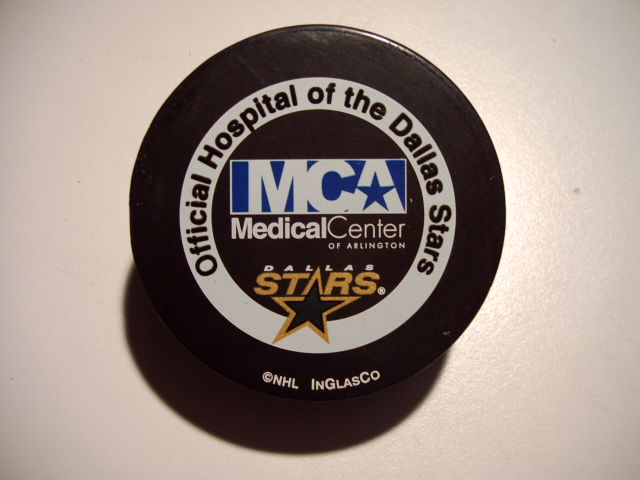 Official Hospital of the Dallas Stars
MCA
MedicalCenter
OF ARLINGTON
DALLAS
STARS®
©NHL INGLASCO